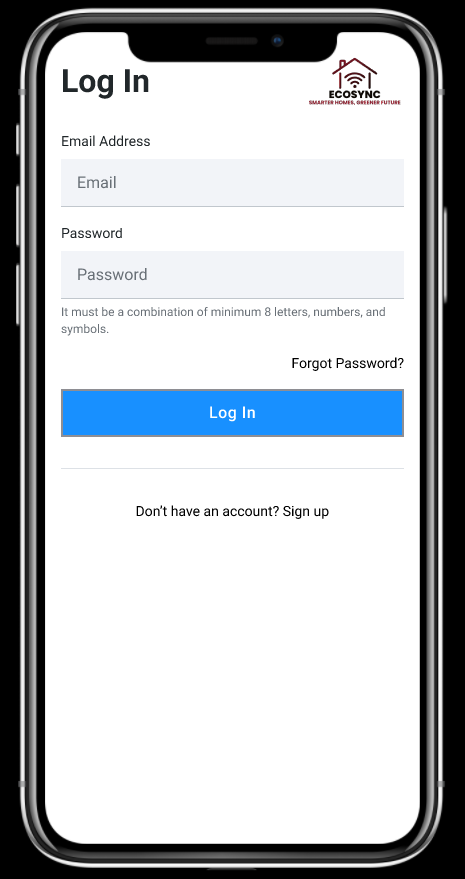 Log In
ECOSYNC
SMARTER HOMES, GREENER FUTURE
Email Address
Email
Password
Password
It must be a combination of minimum 8 letters, numbers, and
symbols.
Forgot Password?
Log In
Don't have an account? Sign up